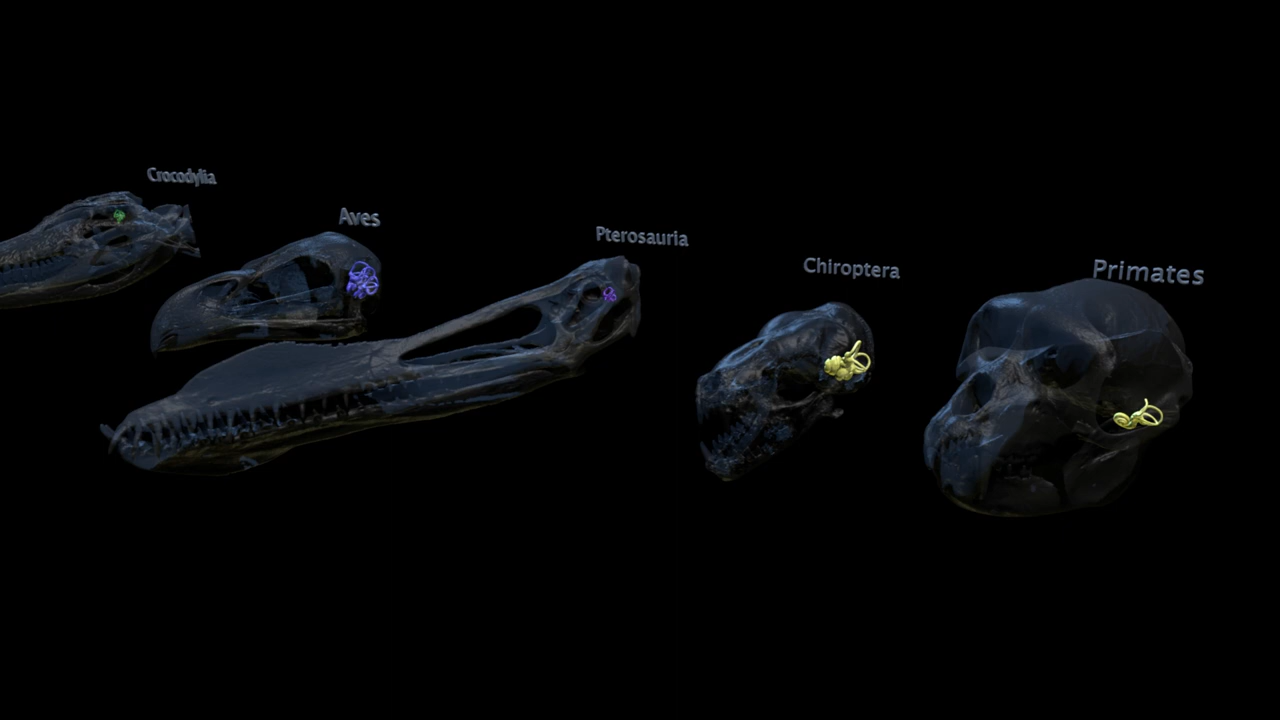 Crocodylia
Aves
Pterosauria
Chiroptera
Primates